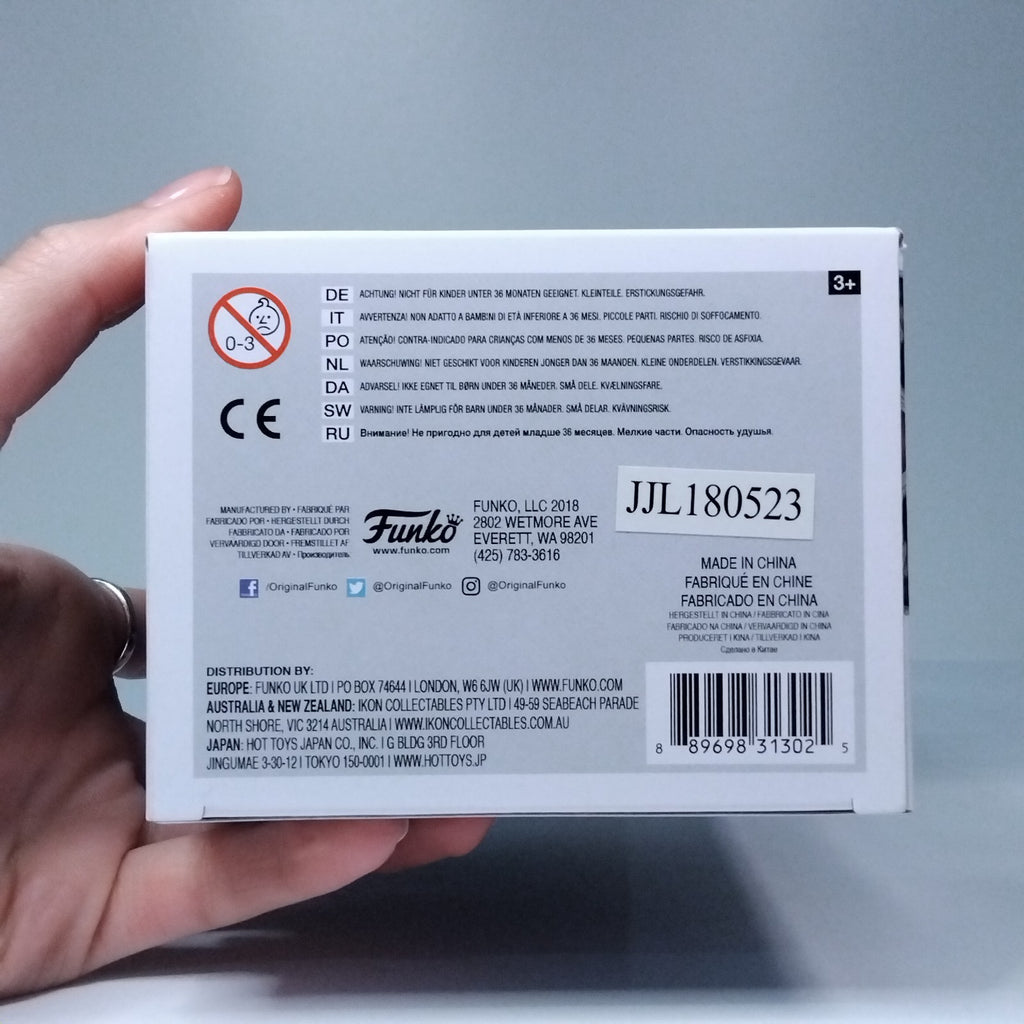 3+
0-3
DE ACHTUNG! NICHT FÜR KINDER UNTER 36 MONATEN GEEIGNET. KLEINTEILE. ERSTICKUNGSGEFAHR.
IT AVVERTENZA! NON ADATTO A BAMBINI DI ETÀ INFERIORE A 36 MESI. PICCOLE PARTI. RISCHIO DI SOFFOCAMENTO.
PO ATENÇÃO! CONTRA-INDICADO PARA CRIANÇAS COM MENOS DE 36 MESES. PEQUENAS PARTES. RISCO DE ASFIXIA.
NL WAARSCHUWING! NIET GESCHIKT VOOR KINDEREN JONGER DAN 36 MAANDEN. KLEINE ONDERDELEN. VERSTIKKINGSGEVAAR.
DA ADVARSEL! IKKE EGNET TIL BØRN UNDER 36 MÅNEDER. SMÅ DELE. KVÆLNINGSFARE.
SW VARNING! INTE LÄMPLIG FÖR BARN UNDER 36 MÅNADER. SMÅ DELAR. KVÄVNINGSRISK.
RU Внимание! Не пригодно для детей младше 36 месяцев. Мелкие части. Опасность удушья.
CE
MANUFACTURED BY • FABRIQUÉ PAR
FABRICADO POR • HERGESTELLT DURCH
FABBRICATO DA • FABRICADO POR
VERVAARDIGD DOOR • FREMSTILLET AF
TILLVERKAD AV • Производитель:
Funko
www.funko.com
FUNKO, LLC 2018
2802 WETMORE AVE
EVERETT, WA 98201
(425) 783-3616
JJL180523
/OriginalFunko @OriginalFunko @OriginalFunko
MADE IN CHINA
FABRIQUÉ EN CHINE
FABRICADO EN CHINA
HERGESTELLT IN CHINA / FABBRICATO IN CINA
FABRICADO NA CHINA / VERVAARDIGD IN CHINA
PRODUCERET I KINA / TILLVERKAD I KINA
Сделано в Китае
DISTRIBUTION BY:
EUROPE: FUNKO UK LTD | PO BOX 74644 | LONDON, W6 6JW (UK) | WWW.FUNKO.COM
AUSTRALIA & NEW ZEALAND: IKON COLLECTABLES PTY LTD | 49-59 SEABEACH PARADE
NORTH SHORE, VIC 3214 AUSTRALIA | WWW.IKONCOLLECTABLES.COM.AU
JAPAN: HOT TOYS JAPAN CO., INC. | G BLDG 3RD FLOOR
JINGUMAE 3-30-12 | TOKYO 150-0001 | WWW.HOTTOYS.JP
8 89698 31302 5